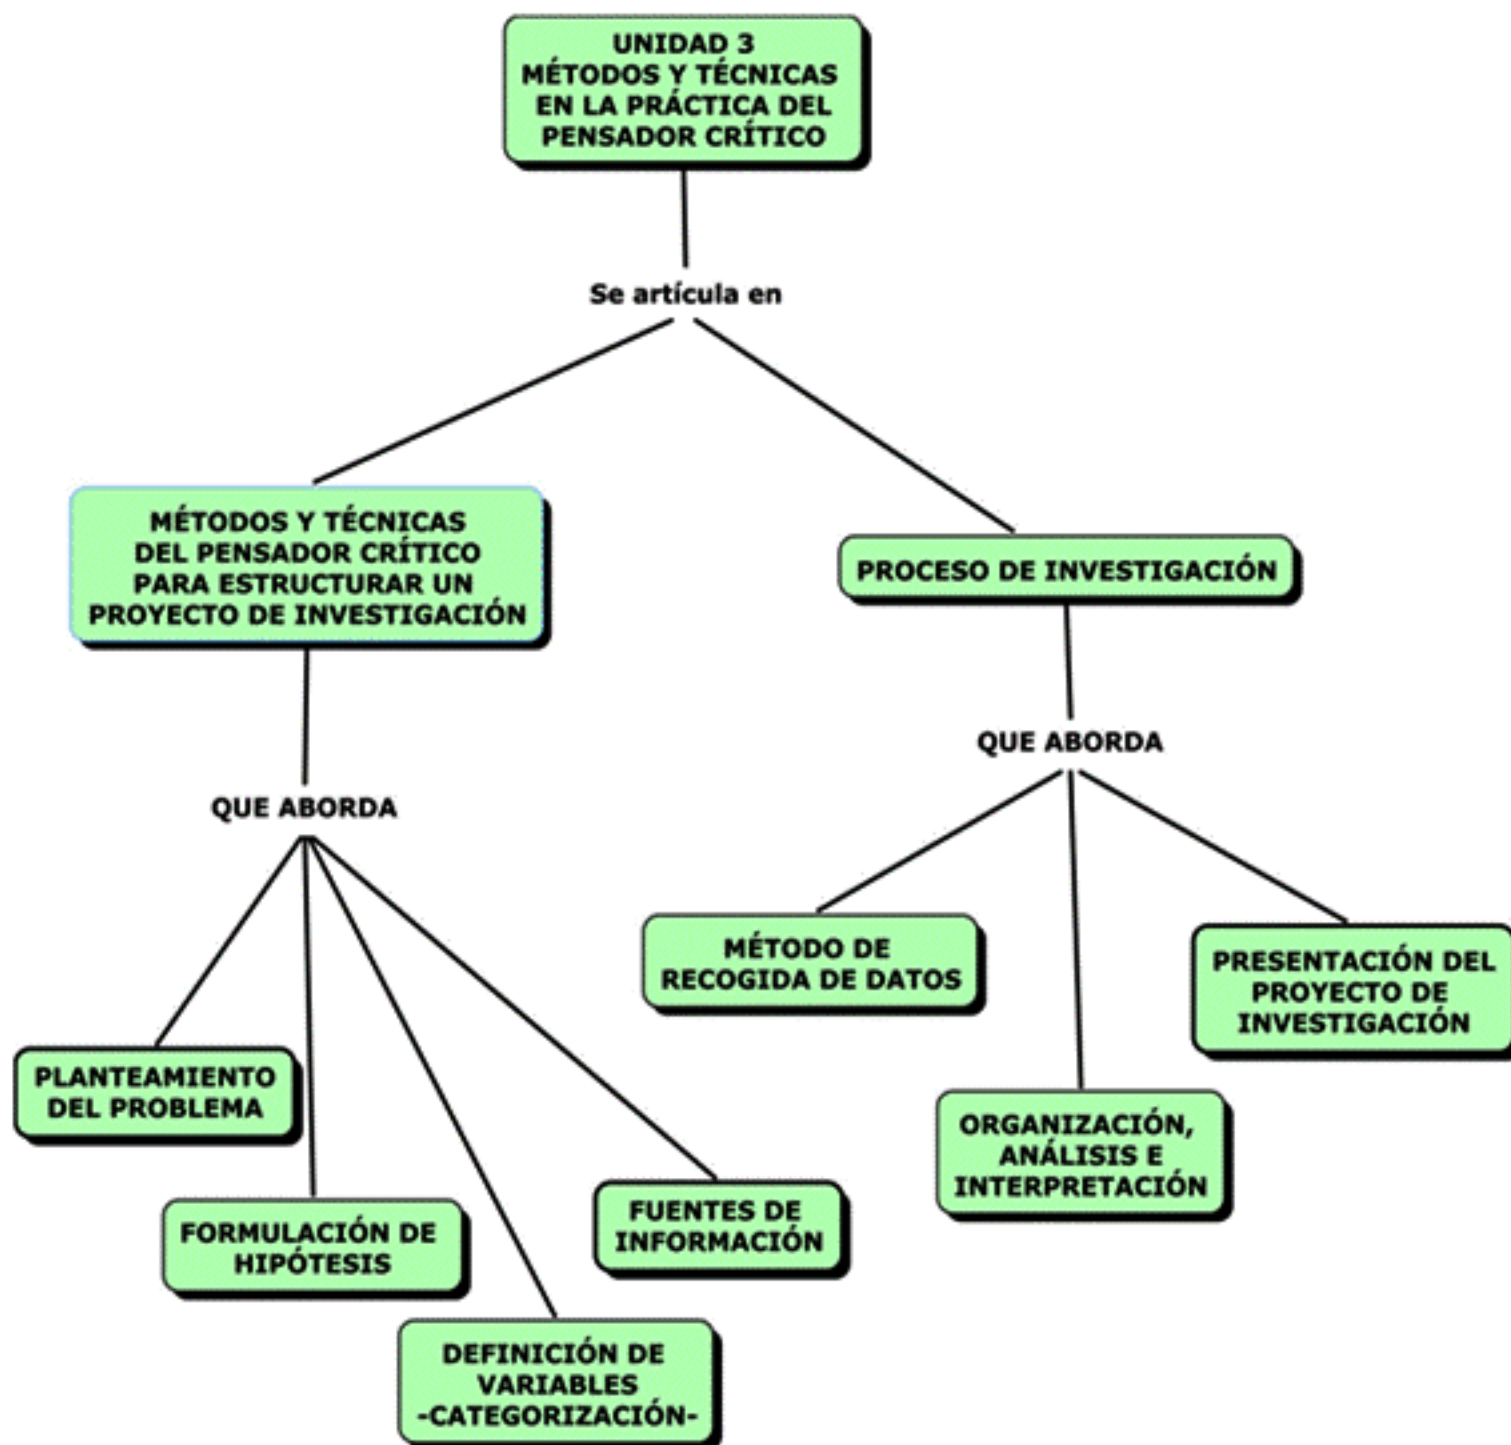 UNIDAD 3
MÉTODOS Y TÉCNICAS
EN LA PRÁCTICA DEL
PENSADOR CRÍTICO
Se artícula en
MÉTODOS Y TÉCNICAS
DEL PENSADOR CRÍTICO
PARA ESTRUCTURAR UN
PROYECTO DE INVESTIGACIÓN
PROCESO DE INVESTIGACIÓN
QUE ABORDA
QUE ABORDA
PLANTEAMIENTO
DEL PROBLEMA
FORMULACIÓN DE
HIPÓTESIS
DEFINICIÓN DE
VARIABLES
-CATEGORIZACIÓN-
FUENTES DE
INFORMACIÓN
MÉTODO DE
RECOGIDA DE DATOS
ORGANIZACIÓN,
ANÁLISIS E
INTERPRETACIÓN
PRESENTACIÓN DEL
PROYECTO DE
INVESTIGACIÓN